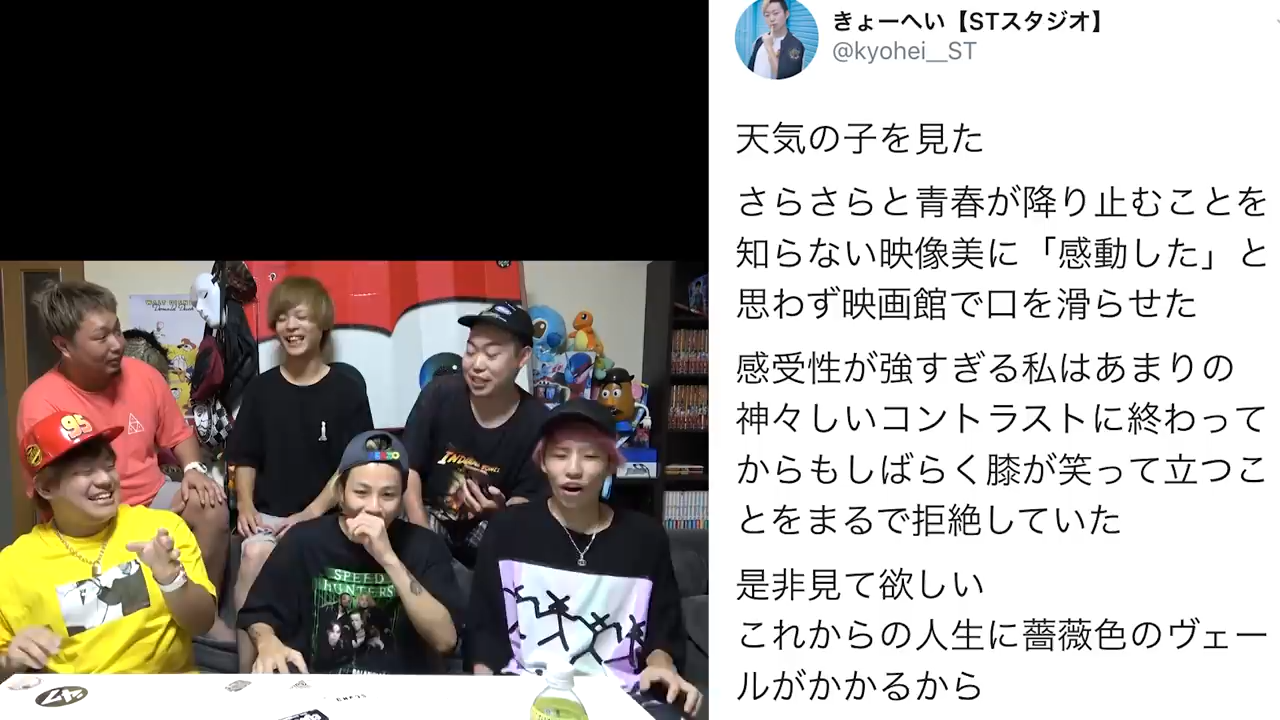 きょーへい【STスタジオ】
@kyohei__ST
天気の子を見た
さらさらと青春が降り止むことを
知らない映像美に「感動した」と
思わず映画館で口を滑らせた
感受性が強すぎる私はあまりの
神々しいコントラストに終わって
からもしばらく膝が笑って立つこ
とをまるで拒絶していた
是非見て欲しい
これからの人生に薔薇色のヴェー
ルがかかるから
95
SPEED
HUNTERS
47